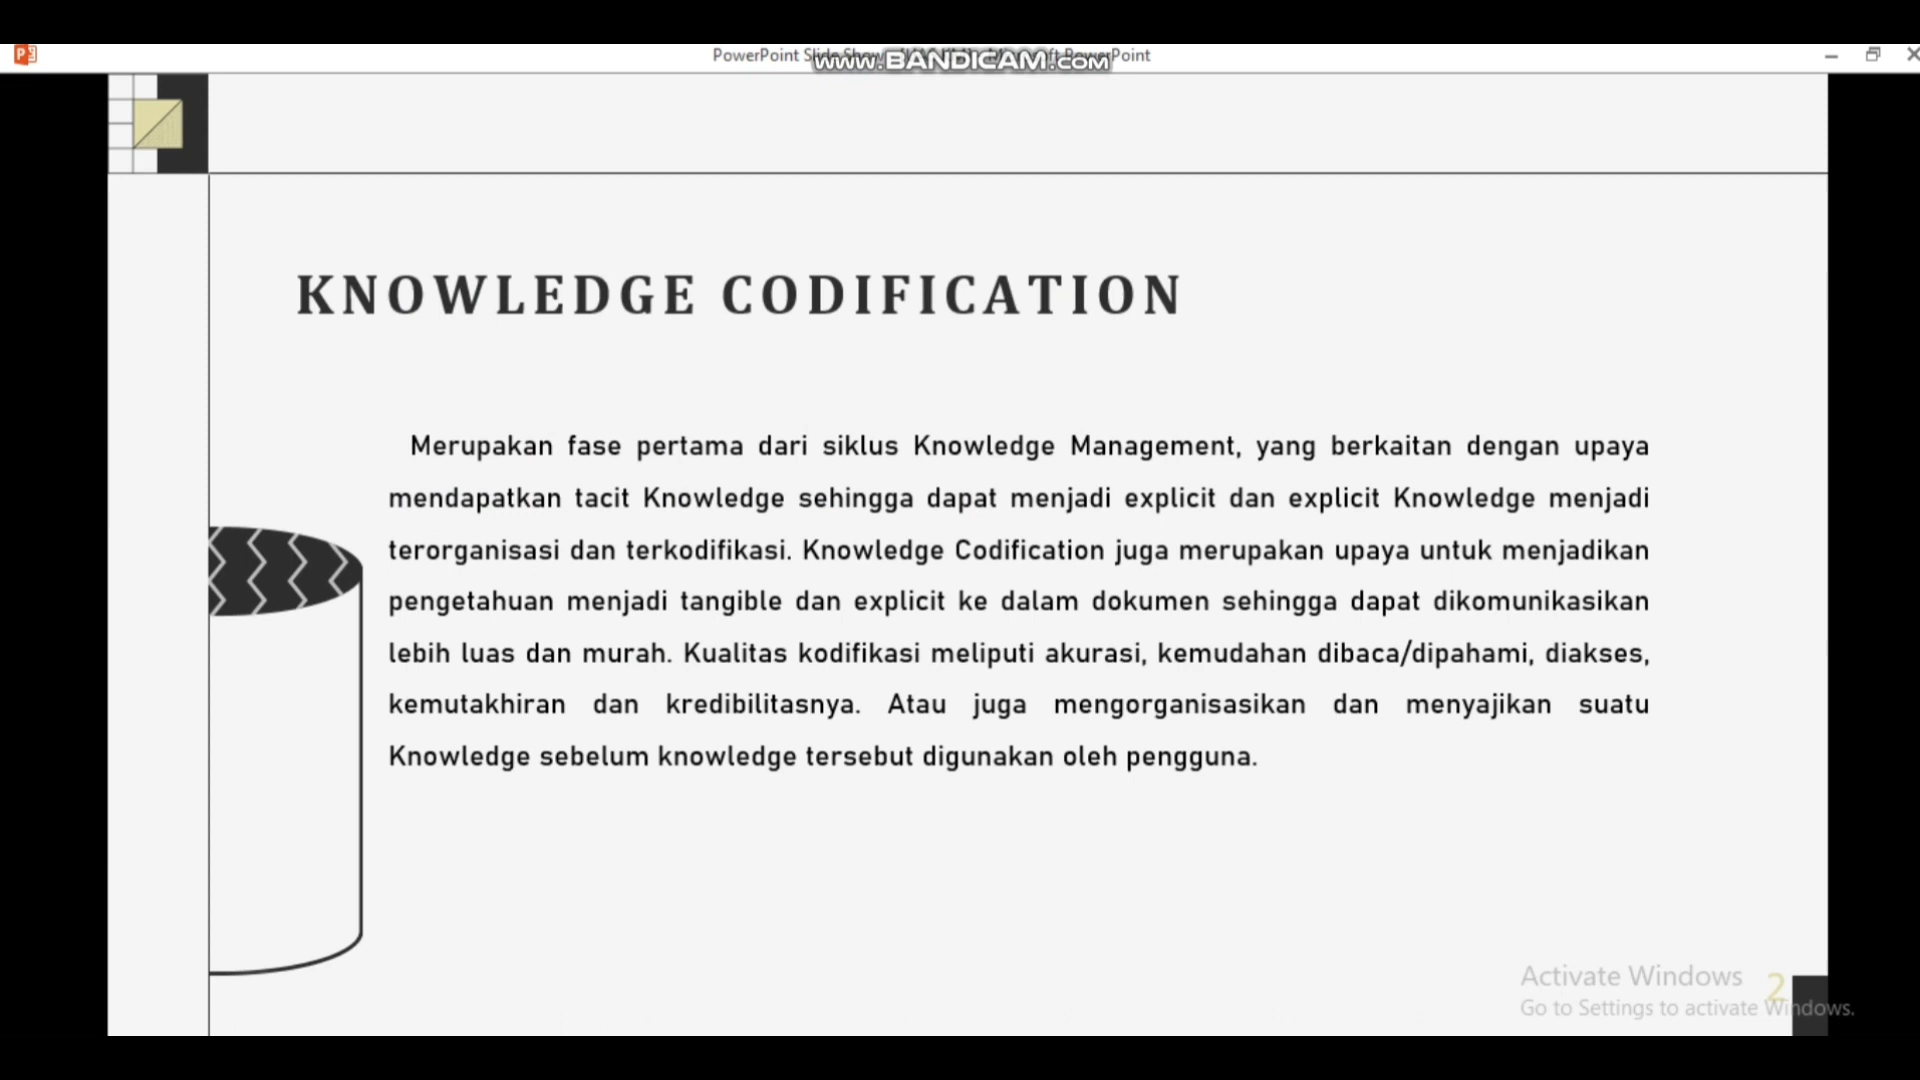 PowerPoint Point
www.BANDICAM.com
KNOWLEDGE CODIFICATION
Merupakan fase pertama dari siklus Knowledge Management, yang berkaitan dengan upaya
mendapatkan tacit Knowledge sehingga dapat menjadi explicit dan explicit Knowledge menjadi
terorganisasi dan terkodifikasi. Knowledge Codification juga merupakan upaya untuk menjadikan
pengetahuan menjadi tangible dan explicit ke dalam dokumen sehingga dapat dikomunikasikan
lebih luas dan murah. Kualitas kodifikasi meliputi akurasi, kemudahan dibaca/dipahami, diakses,
kemutakhiran dan kredibilitasnya. Atau juga mengorganisasikan dan menyajikan suatu
Knowledge sebelum knowledge tersebut digunakan oleh pengguna.
Activate Windows
2
Go to Settings to activate Windows.